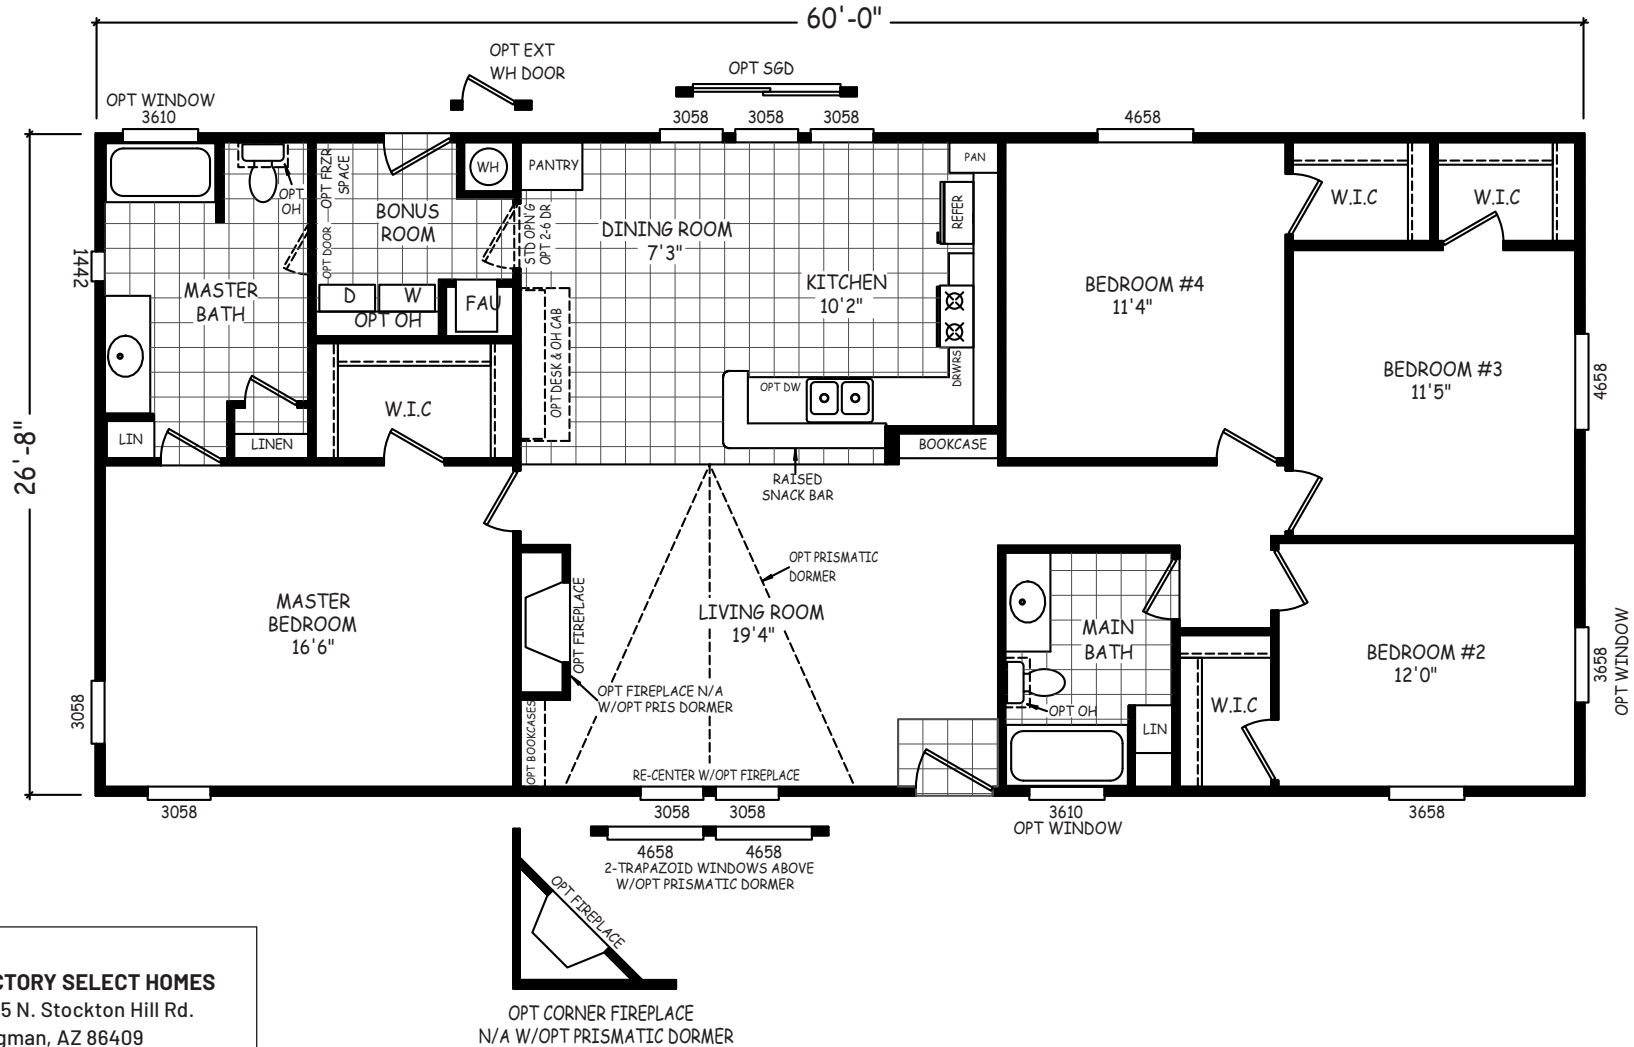 60'-0"
OPT EXT
WH DOOR
OPT SGD
OPT WINDOW
3610
3058
3058
3058
4658
26'-8"
1442
OPT
OH
OPT FRZR
SPACE
WH
PANTRY
PAN
REFER
W.I.C
W.I.C
BONUS
ROOM
OPT DOOR
STD OPN'G
OPT 2-6 DR
DINING ROOM
7'3"
KITCHEN
10'2"
BEDROOM #4
11'4"
MASTER
BATH
D
W
FAU
OPT OH
OPT DESK & OH CAB
DRWRS
OPT DW
BEDROOM #3
11'5"
4658
W.I.C
LIN
LINEN
BOOKCASE
RAISED
SNACK BAR
OPT PRISMATIC
DORMER
MASTER
BEDROOM
16'6"
OPT FIREPLACE
LIVING ROOM
19'4"
MAIN
BATH
BEDROOM #2
12'0"
3658
OPT WINDOW
OPT FIREPLACE N/A
W/OPT PRIS DORMER
OPT OH
W.I.C
LIN
3058
OPT BOOKCASES
RE-CENTER W/OPT FIREPLACE
3058
3058
3058
3610
OPT WINDOW
3658
4658
4658
2-TRAPAZOID WINDOWS ABOVE
W/OPT PRISMATIC DORMER
OPT FIREPLACE
OPT CORNER FIREPLACE
N/A W/OPT PRISMATIC DORMER
CTORY SELECT HOMES
5 N. Stockton Hill Rd.
gman, AZ 86409